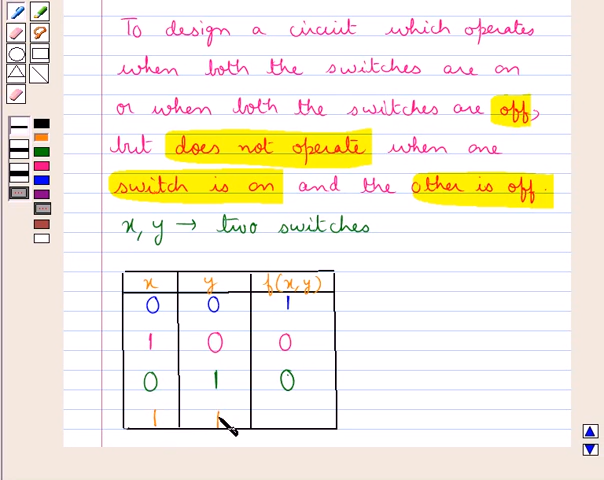 To design a circuit which operates
when both the switches are on
or when both the switches are off,
but does not operate when one
switch is on and the other is off.
x, y → two switches
x y f(x,y)
0 0 1
1 0 0
0 1 0
1 1